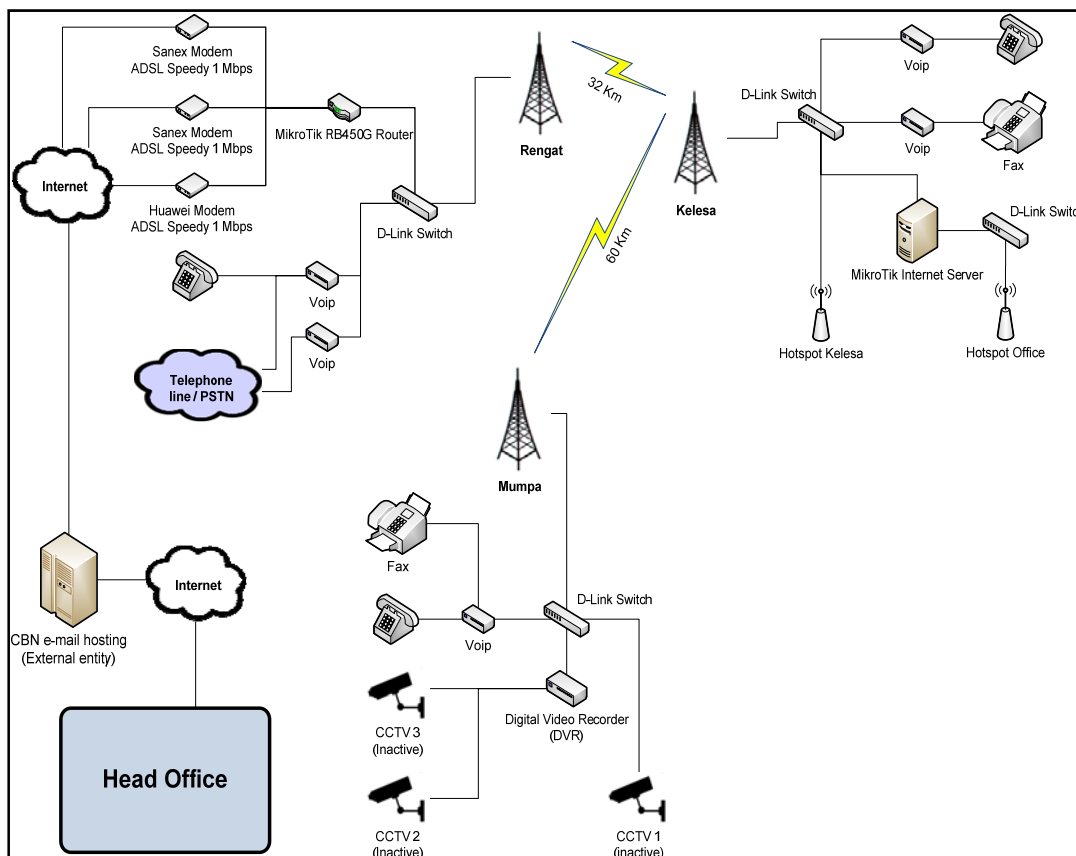 Sanex Modem
ADSL Speedy 1 Mbps
Sanex Modem
ADSL Speedy 1 Mbps
Huawei Modem
ADSL Speedy 1 Mbps
Internet
MikroTik RB450G Router
D-Link Switch
Voip
Voip
Telephone
line / PSTN
Rengat
32 Km
Kelesa
60 Km
D-Link Switch
Voip
Voip
Fax
D-Link Switch
MikroTik Internet Server
Hotspot Kelesa
Hotspot Office
Mumpa
Fax
D-Link Switch
Voip
Digital Video Recorder
(DVR)
CCTV 3
(Inactive)
CCTV 2
(Inactive)
CCTV 1
(inactive)
CBN e-mail hosting
(External entity)
Internet
Head Office